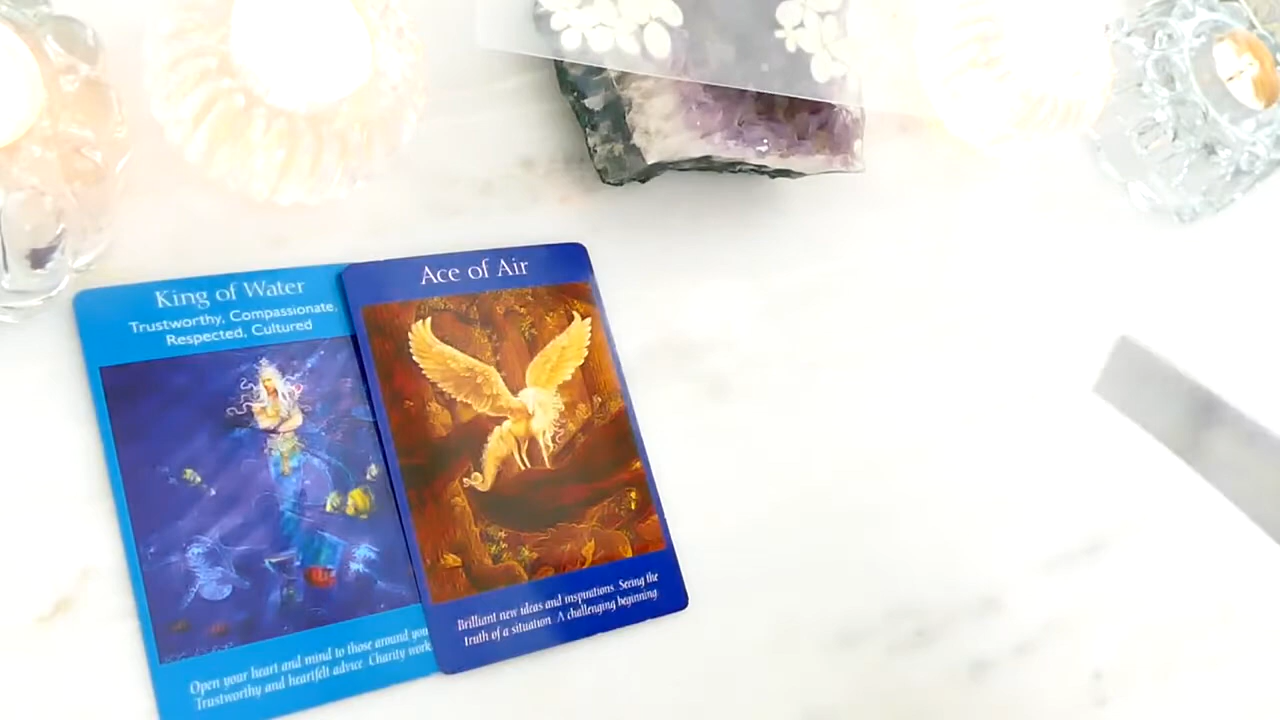 King of Water
Trustworthy, Compassionate,
Respected, Cultured
Open your heart and mind to those around you
Trustworthy and heartfelt advice. Charity work
Ace of Air
Brilliant new ideas and inspirations. Seeing the
truth of a situation. A challenging beginning.